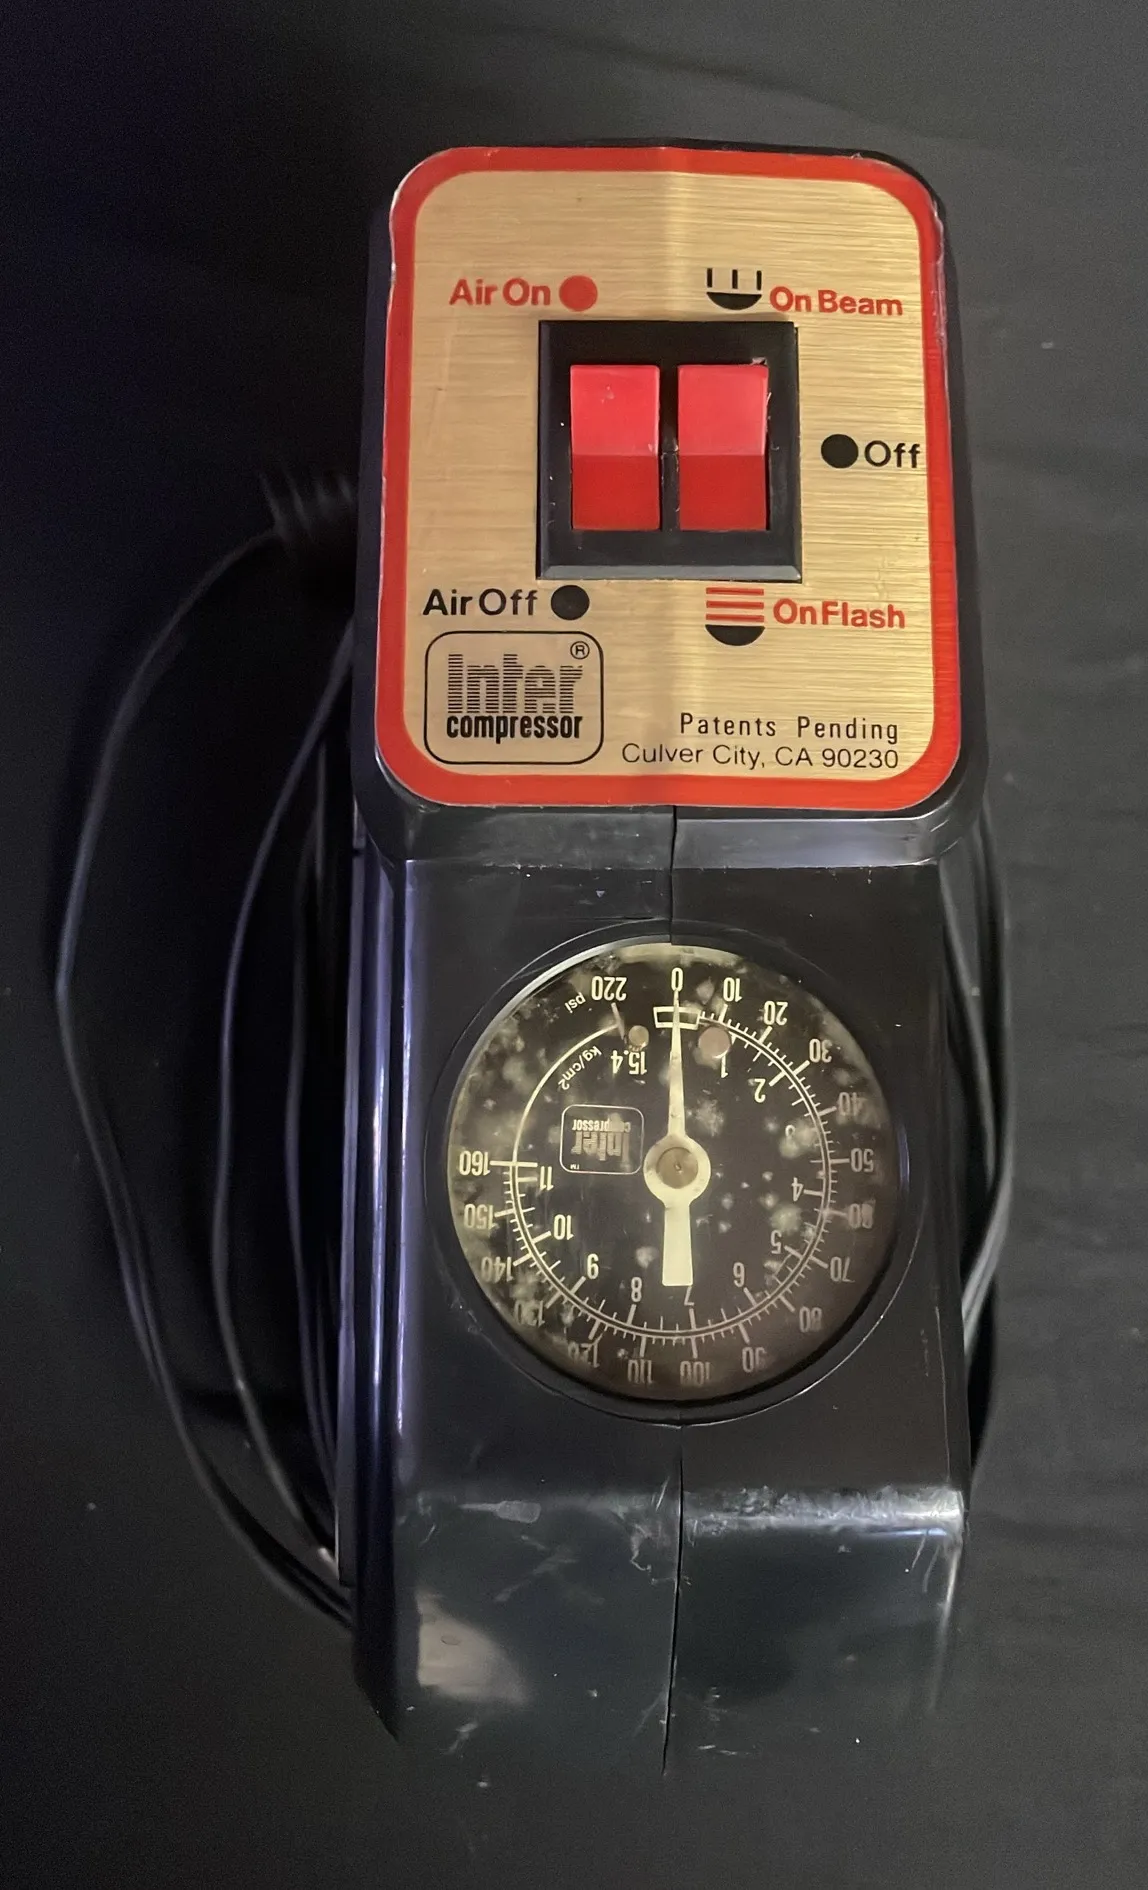 Air On
On Beam
Off
Air Off
On Flash
Inter®
compressor
Patents Pending
Culver City, CA 90230
0
10
20
30
40
50
60
70
80
90
100
110
120
130
140
150
160
220
psi
1
2
3
4
5
6
7
8
9
10
11
15.4
kg/cm²
Inter™
compressor